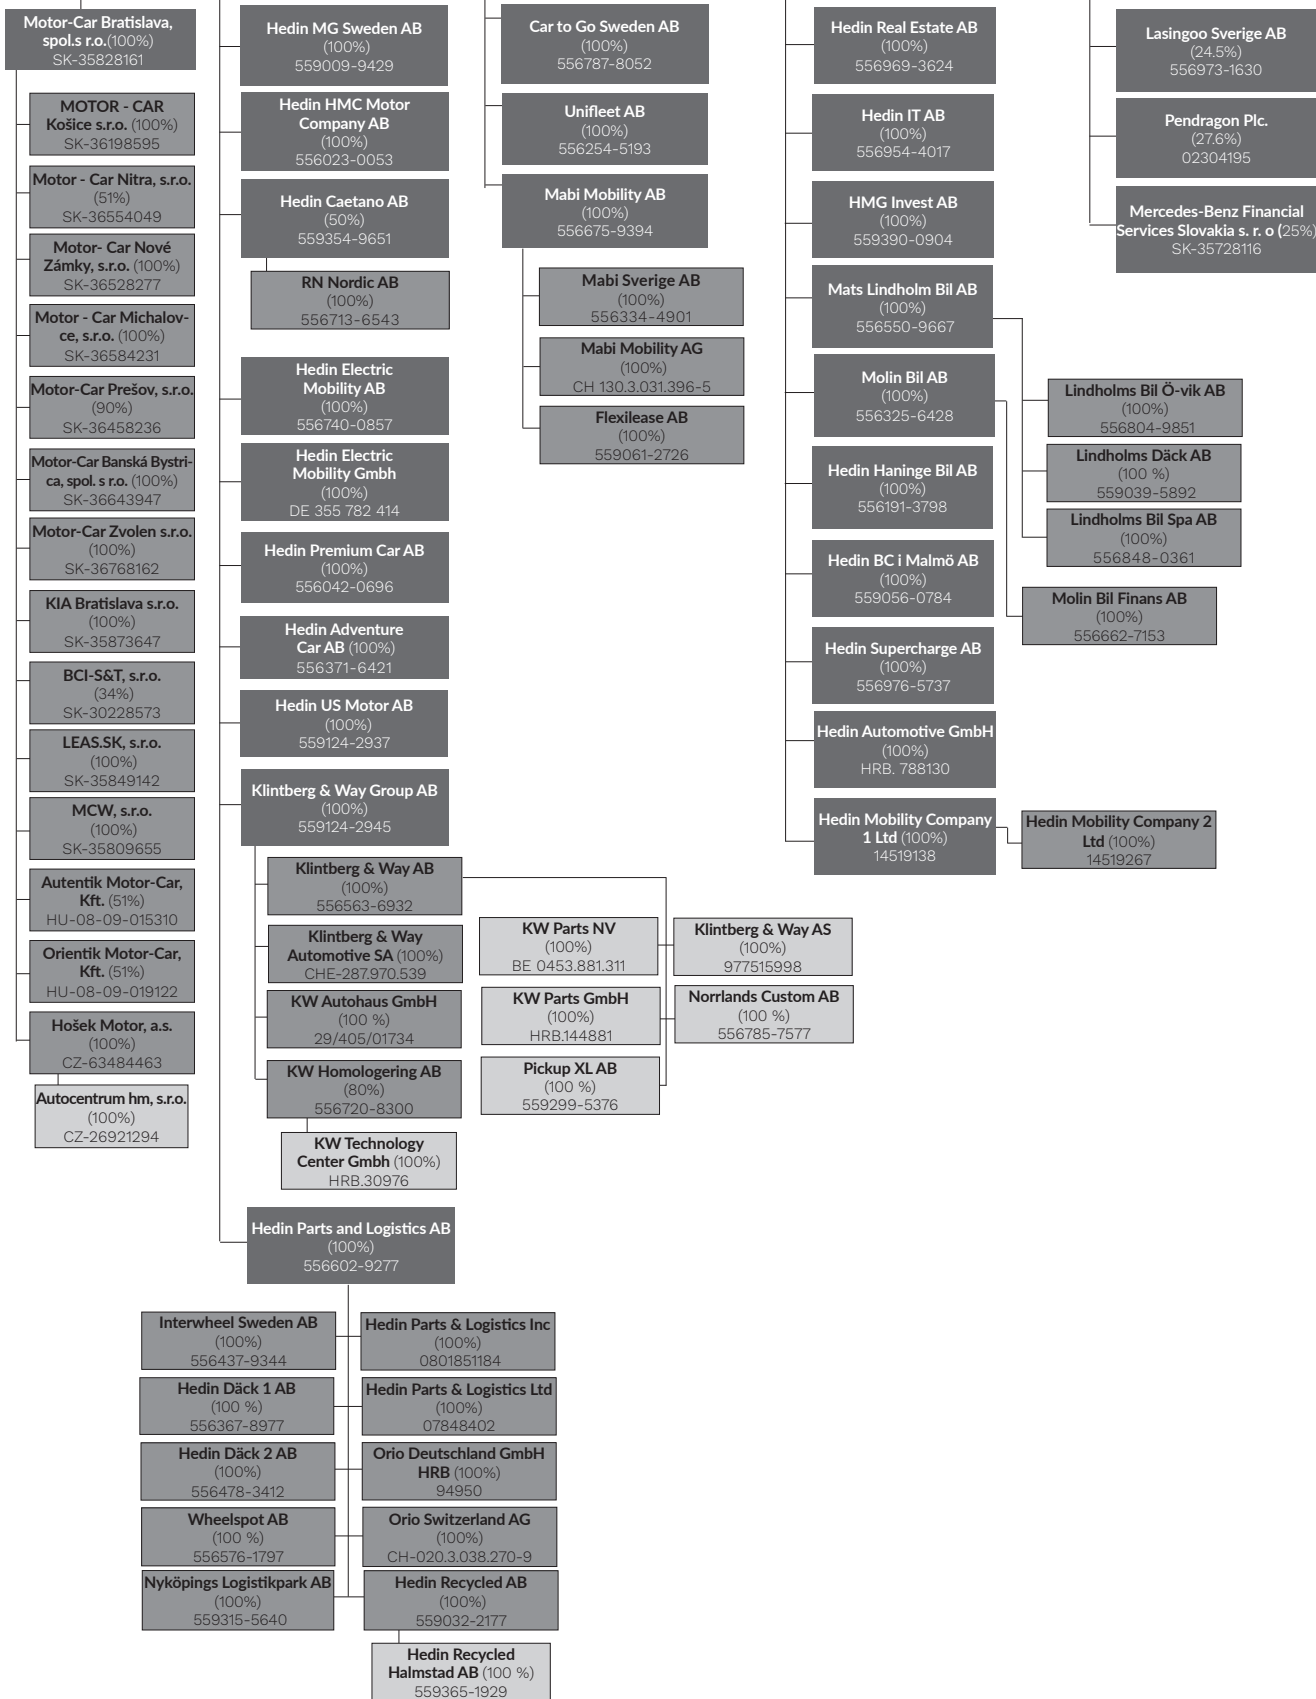 Motor-Car Bratislava,
spol.s r.o.(100%)
SK-35828161
MOTOR - CAR
Košice s.r.o. (100%)
SK-36198595
Motor - Car Nitra, s.r.o.
(51%)
SK-36554049
Motor- Car Nové
Zámky, s.r.o. (100%)
SK-36528277
Motor - Car Michalov-
ce, s.r.o. (100%)
SK-36584231
Motor-Car Prešov, s.r.o.
(90%)
SK-36458236
Motor-Car Banská Bystri-
ca, spol. s r.o. (100%)
SK-36643947
Motor-Car Zvolen s.r.o.
(100%)
SK-36768162
KIA Bratislava s.r.o.
(100%)
SK-35873647
BCI-S&T, s.r.o.
(34%)
SK-30228573
LEAS.SK, s.r.o.
(100%)
SK-35849142
MCW, s.r.o.
(100%)
SK-35809655
Autentik Motor-Car,
Kft. (51%)
HU-08-09-015310
Orientik Motor-Car,
Kft. (51%)
HU-08-09-019122
Hošek Motor, a.s.
(100%)
CZ-63484463
Autocentrum hm, s.r.o.
(100%)
CZ-26921294
Hedin MG Sweden AB
(100%)
559009-9429
Hedin HMC Motor
Company AB
(100%)
556023-0053
Hedin Caetano AB
(50%)
559354-9651
RN Nordic AB
(100%)
556713-6543
Hedin Electric
Mobility AB
(100%)
556740-0857
Hedin Electric
Mobility Gmbh
(100%)
DE 355 782 414
Hedin Premium Car AB
(100%)
556042-0696
Hedin Adventure
Car AB (100%)
556371-6421
Hedin US Motor AB
(100%)
559124-2937
Klintberg & Way Group AB
(100%)
559124-2945
Klintberg & Way AB
(100%)
556563-6932
Klintberg & Way
Automotive SA (100%)
CHE-287.970.539
KW Autohaus GmbH
(100 %)
29/405/01734
KW Homologering AB
(80%)
556720-8300
KW Technology
Center Gmbh (100%)
HRB.30976
KW Parts NV
(100%)
BE 0453.881.311
Klintberg & Way AS
(100%)
977515998
KW Parts GmbH
(100%)
HRB.144881
Norrlands Custom AB
(100 %)
556785-7577
Pickup XL AB
(100 %)
559299-5376
Hedin Parts and Logistics AB
(100%)
556602-9277
Interwheel Sweden AB
(100%)
556437-9344
Hedin Parts & Logistics Inc
(100%)
0801851184
Hedin Däck 1 AB
(100 %)
556367-8977
Hedin Parts & Logistics Ltd
(100%)
07848402
Hedin Däck 2 AB
(100%)
556478-3412
Orio Deutschland GmbH
HRB (100%)
94950
Wheelspot AB
(100 %)
556576-1797
Orio Switzerland AG
(100%)
CH-020.3.038.270-9
Nyköpings Logistikpark AB
(100%)
559315-5640
Hedin Recycled AB
(100%)
559032-2177
Hedin Recycled
Halmstad AB (100 %)
559365-1929
Car to Go Sweden AB
(100%)
556787-8052
Unifleet AB
(100%)
556254-5193
Mabi Mobility AB
(100%)
556675-9394
Mabi Sverige AB
(100%)
556334-4901
Mabi Mobility AG
(100%)
CH 130.3.031.396-5
Flexilease AB
(100%)
559061-2726
Hedin Real Estate AB
(100%)
556969-3624
Hedin IT AB
(100%)
556954-4017
HMG Invest AB
(100%)
559390-0904
Mats Lindholm Bil AB
(100%)
556550-9667
Molin Bil AB
(100%)
556325-6428
Hedin Haninge Bil AB
(100%)
556191-3798
Hedin BC i Malmö AB
(100%)
559056-0784
Hedin Supercharge AB
(100%)
556976-5737
Hedin Automotive GmbH
(100%)
HRB. 788130
Hedin Mobility Company
1 Ltd (100%)
14519138
Hedin Mobility Company 2
Ltd (100%)
14519267
Lindholms Bil Ö-vik AB
(100%)
556804-9851
Lindholms Däck AB
(100 %)
559039-5892
Lindholms Bil Spa AB
(100%)
556848-0361
Molin Bil Finans AB
(100%)
556662-7153
Lasingoo Sverige AB
(24.5%)
556973-1630
Pendragon Plc.
(27.6%)
02304195
Mercedes-Benz Financial
Services Slovakia s. r. o (25%)
SK-35728116